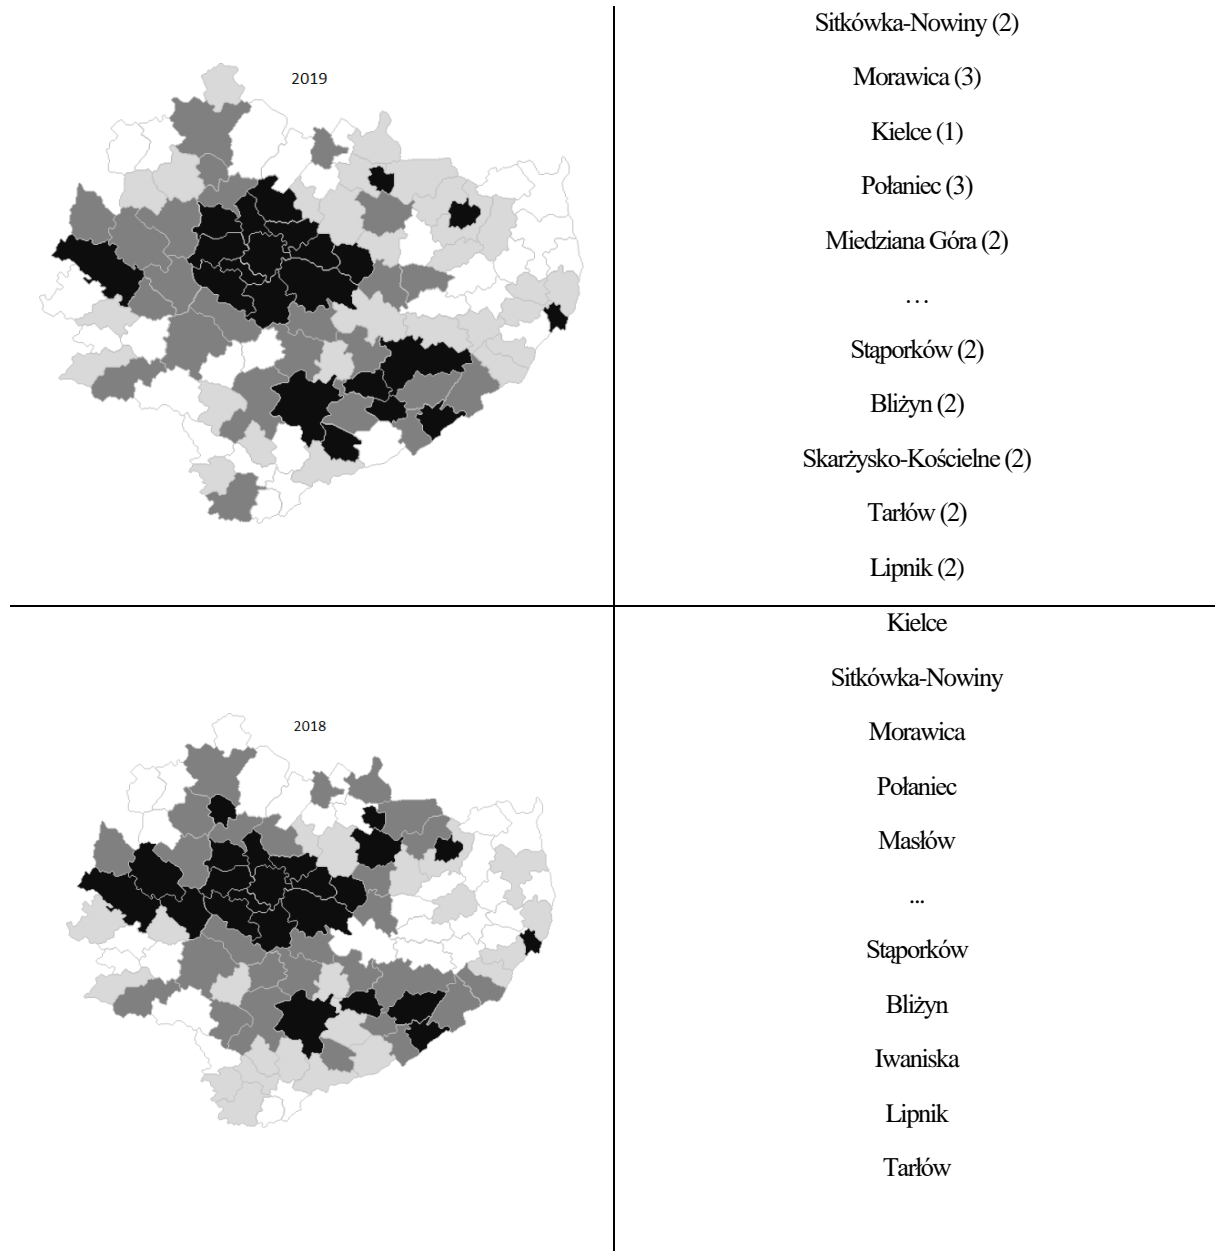 2019
Sitkówka-Nowiny (2)
Morawica (3)
Kielce (1)
Połaniec (3)
Miedziana Góra (2)
…
Stąporków (2)
Bliżyn (2)
Skarżysko-Kościelne (2)
Tarłów (2)
Lipnik (2)
2018
Kielce
Sitkówka-Nowiny
Morawica
Połaniec
Masłów
...
Stąporków
Bliżyn
Iwaniska
Lipnik
Tarłów